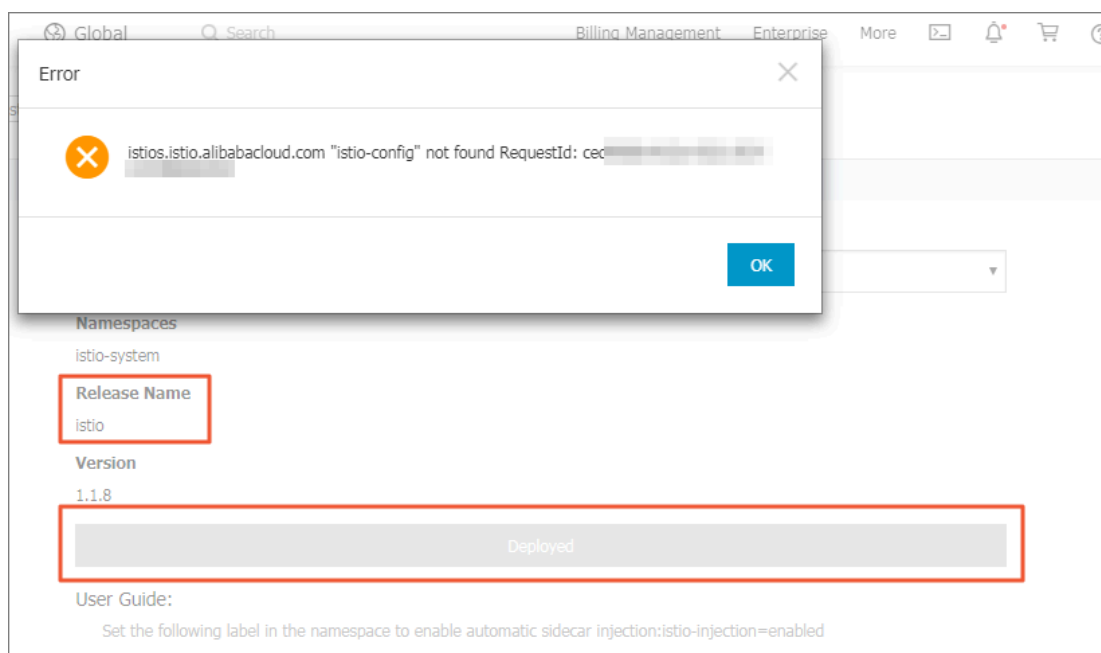 Global Search Billing Management Enterprise More
Error
istios.istio.alibabacloud.com "istio-config" not found RequestId: cec
OK
Namespaces
istio-system
Release Name
istio
Version
1.1.8
Deployed
User Guide:
Set the following label in the namespace to enable automatic sidecar injection:istio-injection=enabled